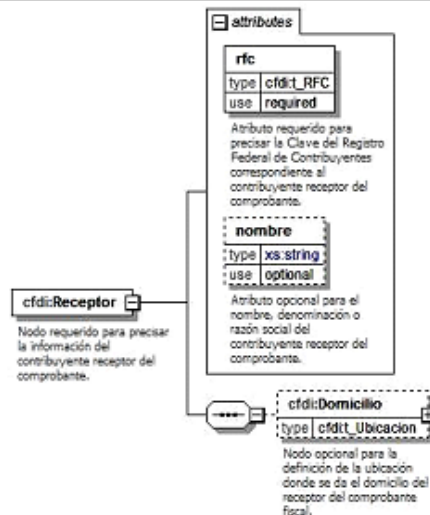 attributes
rfc
type cfdi:t_RFC
use required
Atributo requerido para
precisar la Clave del Registro
Federal de Contribuyentes
correspondiente al
contribuyente receptor del
comprobante.
nombre
type xs:string
use optional
Atributo opcional para el
nombre, denominación o
razón social del
contribuyente receptor del
comprobante.
cfdi:Receptor
Nodo requerido para precisar
la información del
contribuyente receptor del
comprobante.
cfdi:Domicilio
type cfdi:t_Ubicacion
Nodo opcional para la
definición de la ubicación
donde se da el domicilio del
receptor del comprobante
fiscal.